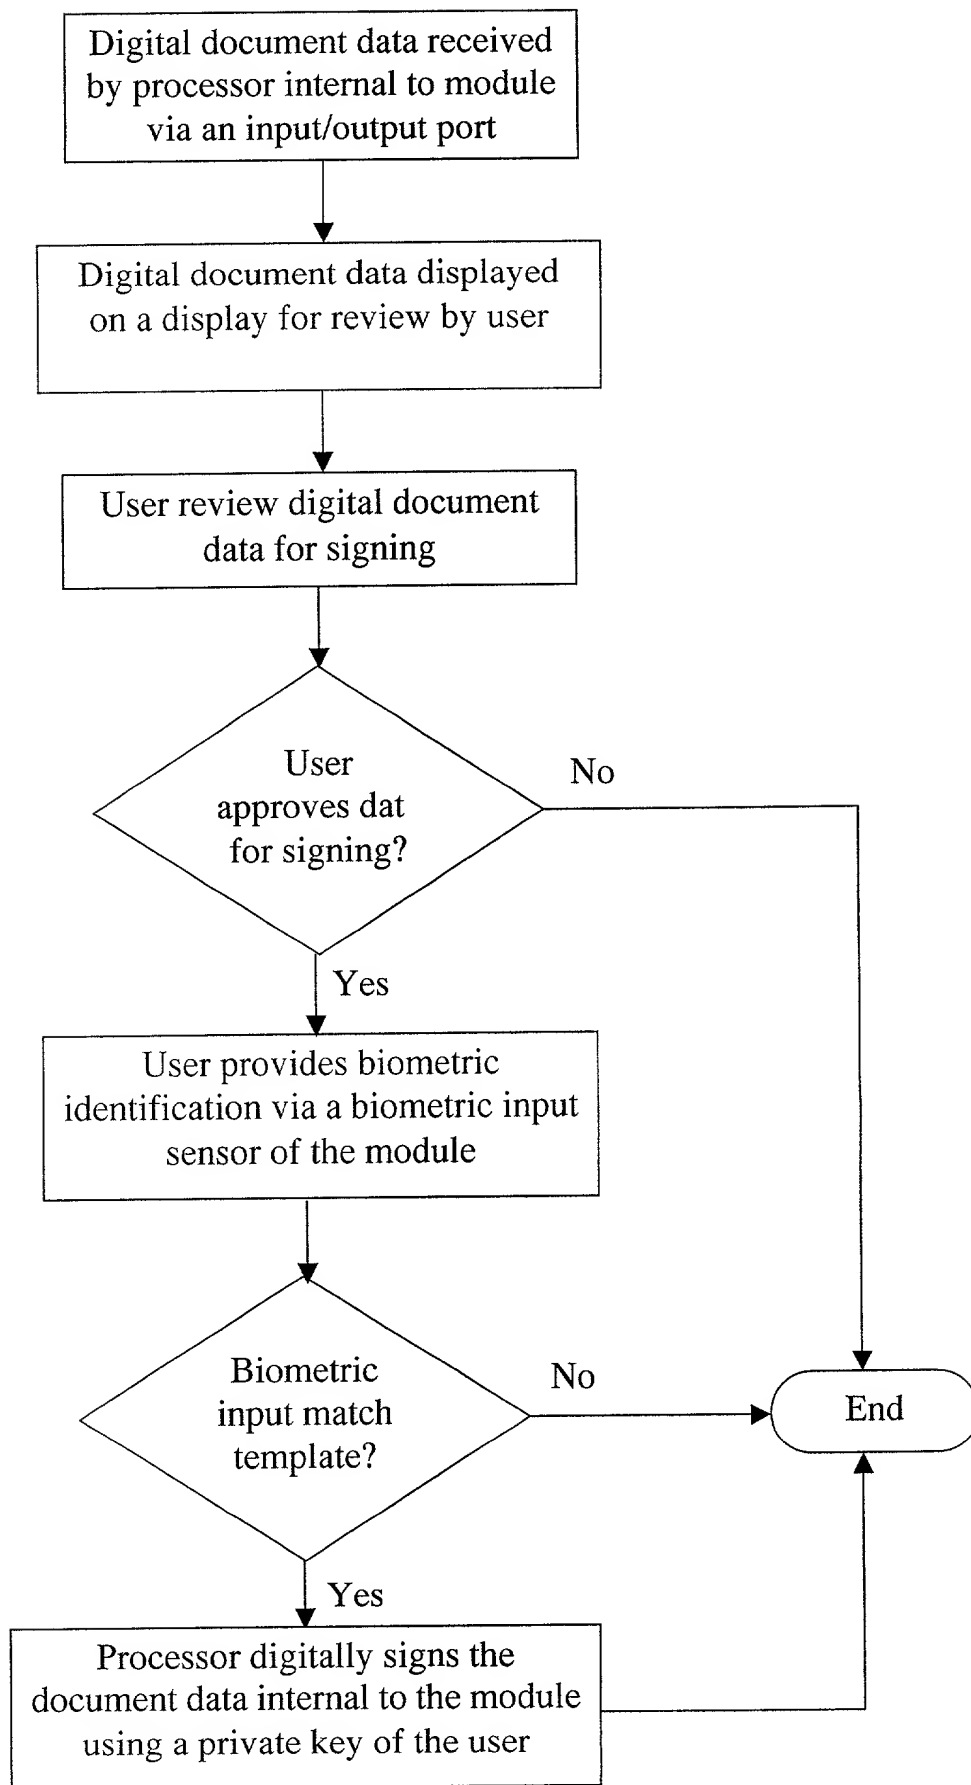 Digital document data received
by processor internal to module
via an input/output port
Digital document data displayed
on a display for review by user
User review digital document
data for signing
User
approves dat
for signing?
No
Yes
User provides biometric
identification via a biometric input
sensor of the module
Biometric
input match
template?
No
End
Yes
Processor digitally signs the
document data internal to the module
using a private key of the user